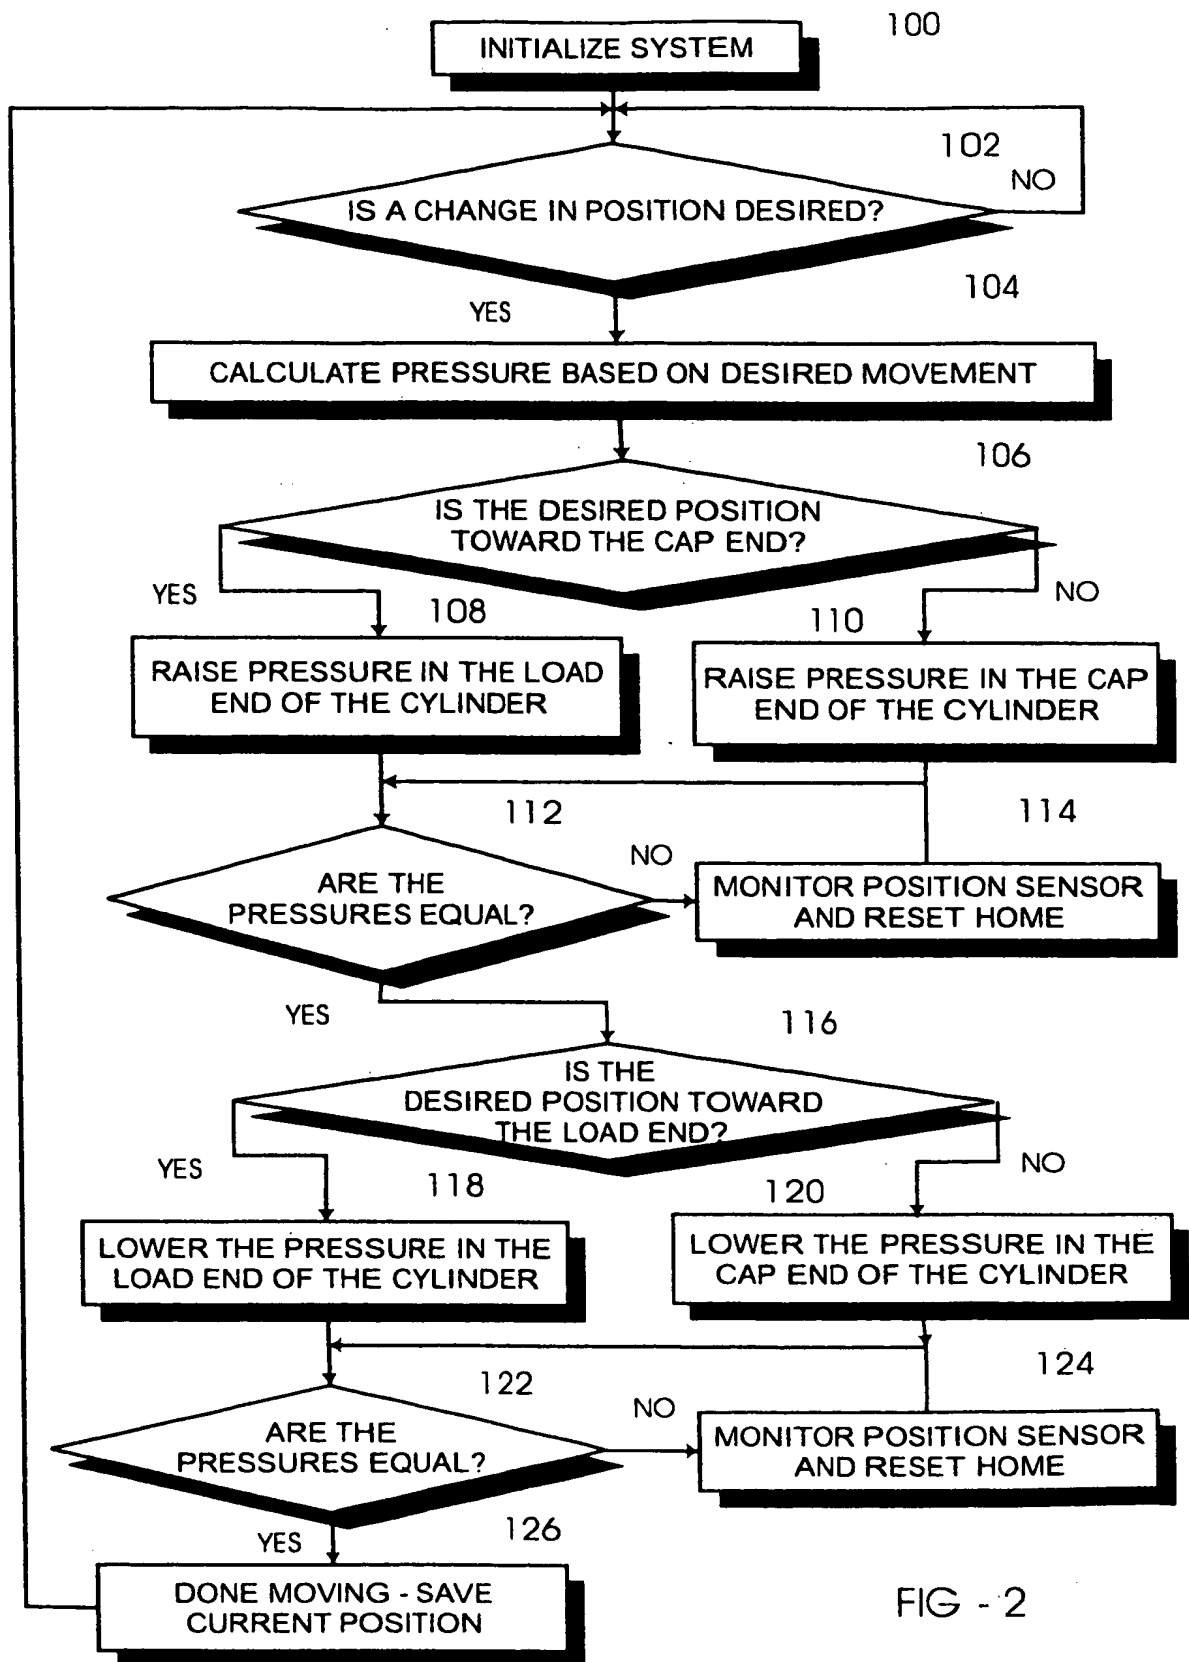 100
INITIALIZE SYSTEM
102
NO
IS A CHANGE IN POSITION DESIRED?
104
YES
CALCULATE PRESSURE BASED ON DESIRED MOVEMENT
106
IS THE DESIRED POSITION
TOWARD THE CAP END?
YES
NO
108
110
RAISE PRESSURE IN THE LOAD
END OF THE CYLINDER
RAISE PRESSURE IN THE CAP
END OF THE CYLINDER
112
114
NO
ARE THE
PRESSURES EQUAL?
MONITOR POSITION SENSOR
AND RESET HOME
YES
116
IS THE
DESIRED POSITION TOWARD
THE LOAD END?
YES
NO
118
120
LOWER THE PRESSURE IN THE
LOAD END OF THE CYLINDER
LOWER THE PRESSURE IN THE
CAP END OF THE CYLINDER
122
124
NO
ARE THE
PRESSURES EQUAL?
MONITOR POSITION SENSOR
AND RESET HOME
YES
126
DONE MOVING - SAVE
CURRENT POSITION
FIG - 2